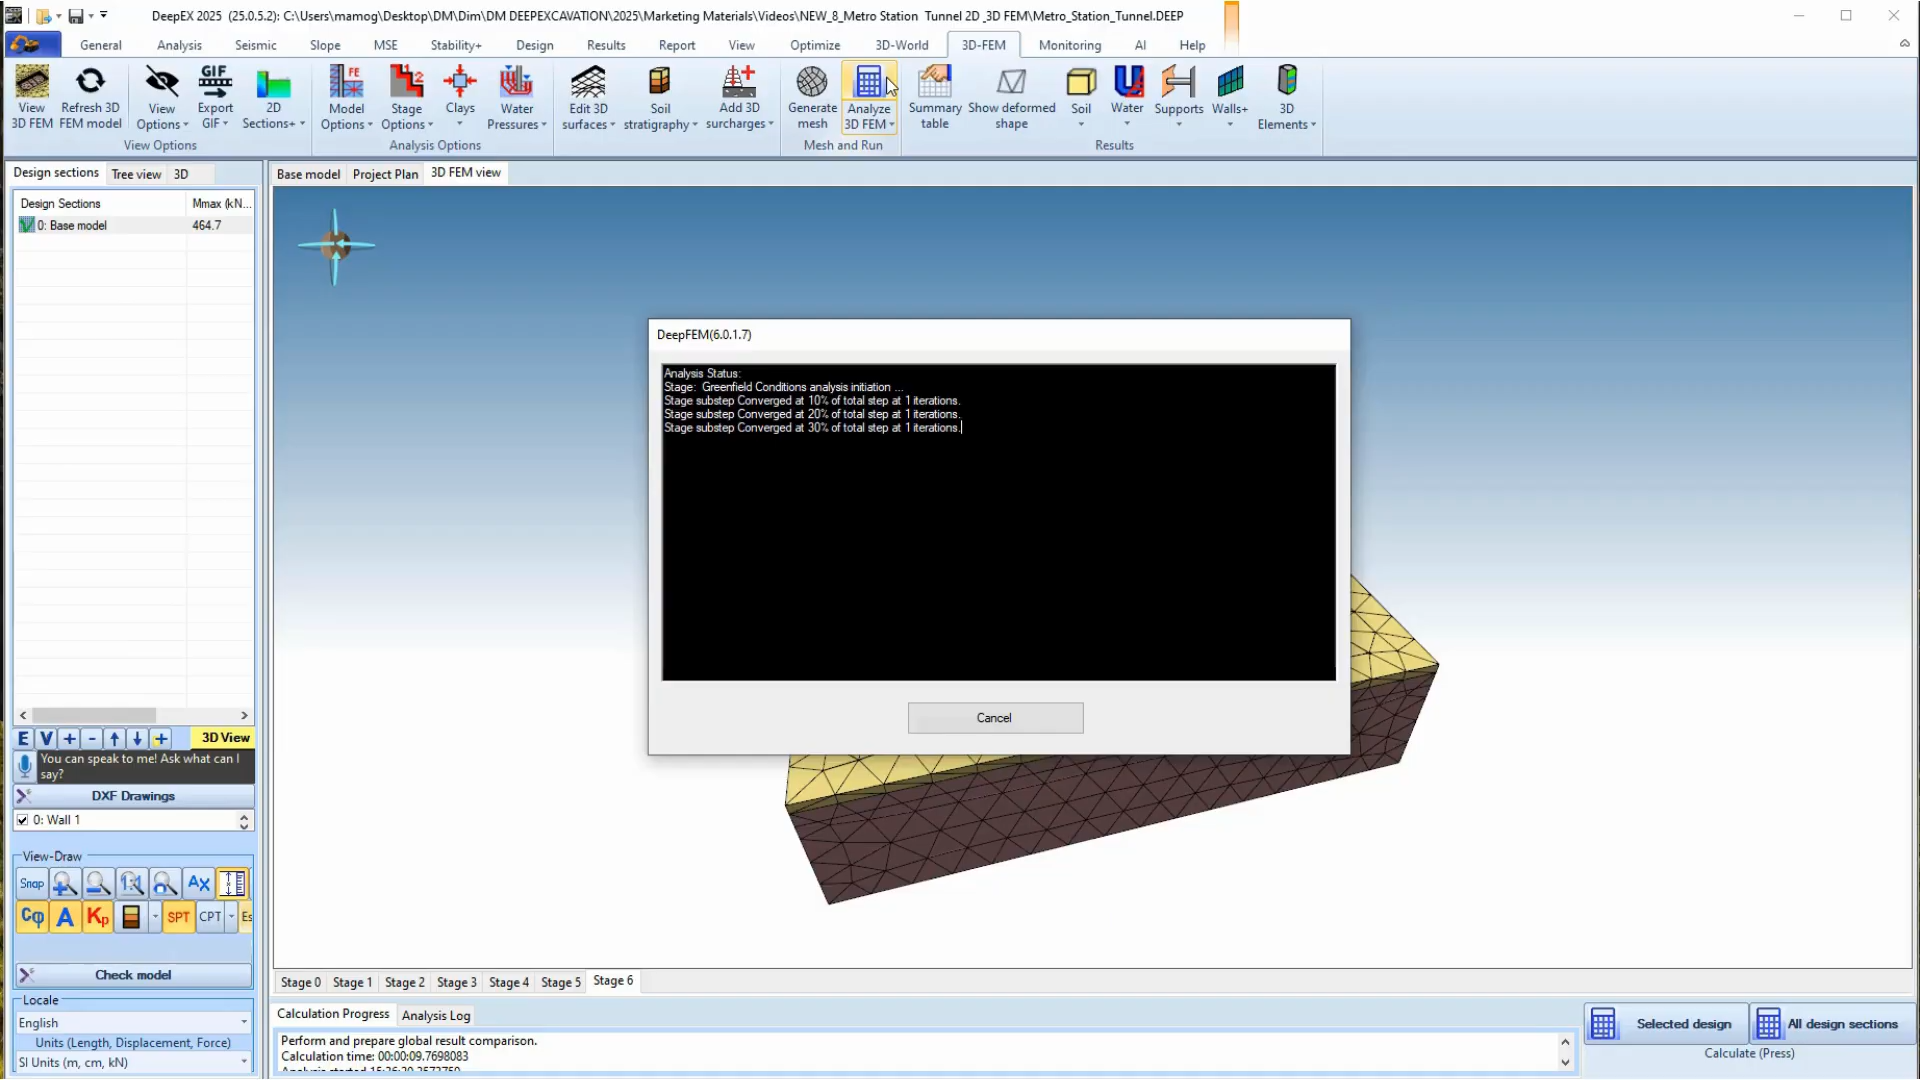 DeepEX 2025 (25.0.5.2): C:\Users\mamog\Desktop\DM\Dim\DM DEEPEXCAVATION\2025\Marketing Materials\Videos\NEW_8_Metro Station Tunnel 2D _3D FEM\Metro_Station_Tunnel.DEEP
General Analysis Seismic Slope MSE Stability+ Design Results Report View Optimize 3D-World 3D-FEM Monitoring AI Help
View 3D FEM
Refresh 3D FEM model
View Options
GIF
Export GIF
2D Sections+
FE
Model Options
Stage Options
Clays
Water Pressures
Edit 3D surfaces
Soil stratigraphy
Add 3D surcharges
Generate mesh
Analyze 3D FEM
Summary table
Show deformed shape
Soil
Water
Supports
Walls+
3D Elements
View Options
Analysis Options
Mesh and Run
Results
Design sections Tree view 3D
Base model Project Plan 3D FEM view
Design Sections Mmax (kN...
0: Base model 464.7
DeepFEM(6.0.1.7)
Analysis Status:
Stage: Greenfield Conditions analysis initiation ...
Stage substep Converged at 10% of total step at 1 iterations.
Stage substep Converged at 20% of total step at 1 iterations.
Stage substep Converged at 30% of total step at 1 iterations.
Cancel
E V + - 3D View
You can speak to me! Ask what can I say?
DXF Drawings
0: Wall 1
View-Draw
Snap 1:1 AX
Cφ A Kp SPT CPT Es
Check model
Locale
English
Units (Length, Displacement, Force)
SI Units (m, cm, kN)
Stage 0 Stage 1 Stage 2 Stage 3 Stage 4 Stage 5 Stage 6
Calculation Progress Analysis Log
Perform and prepare global result comparison.
Calculation time: 00:00:09.7698083
Selected design
All design sections
Calculate (Press)